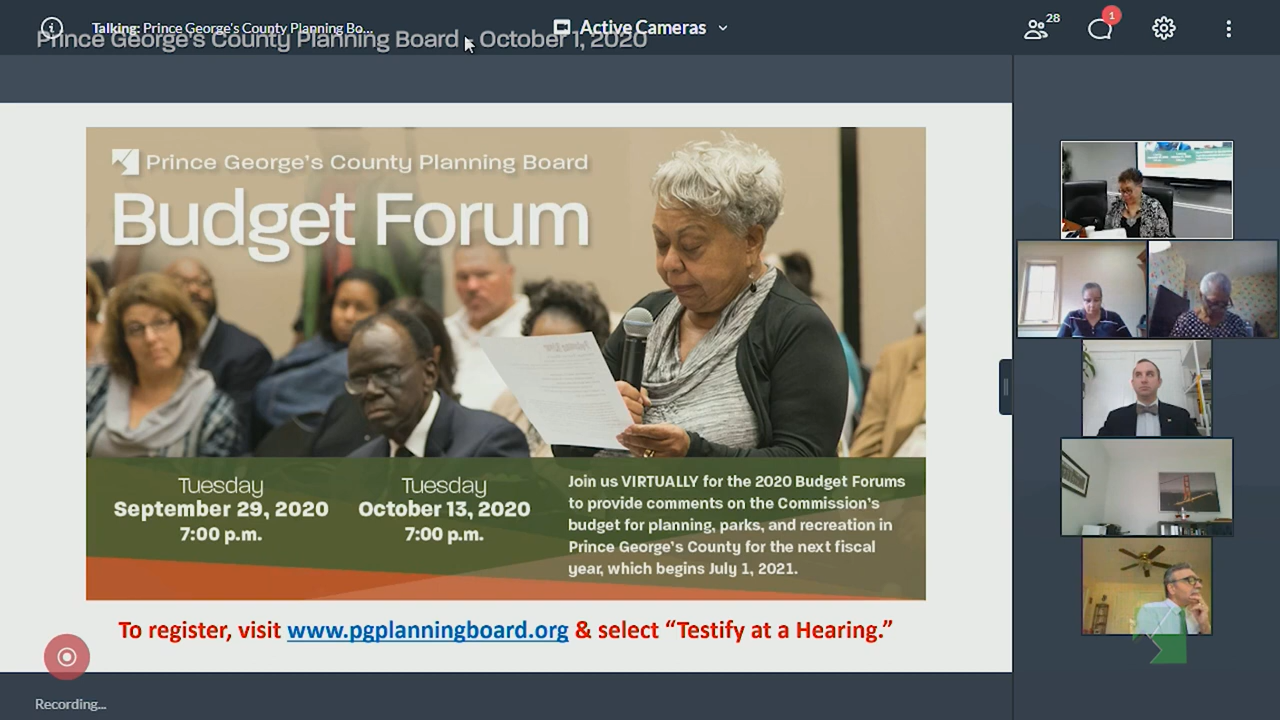 Talking: Prince George's County Planning Bo...
Active Cameras
28
1
Prince George's County Planning Board - October 1, 2020
Prince George's County Planning Board
Budget Forum
Tuesday
September 29, 2020
7:00 p.m.
Tuesday
October 13, 2020
7:00 p.m.
Join us VIRTUALLY for the 2020 Budget Forums
to provide comments on the Commission's
budget for planning, parks, and recreation in
Prince George's County for the next fiscal
year, which begins July 1, 2021.
To register, visit www.pgplanningboard.org & select “Testify at a Hearing.”
Recording...